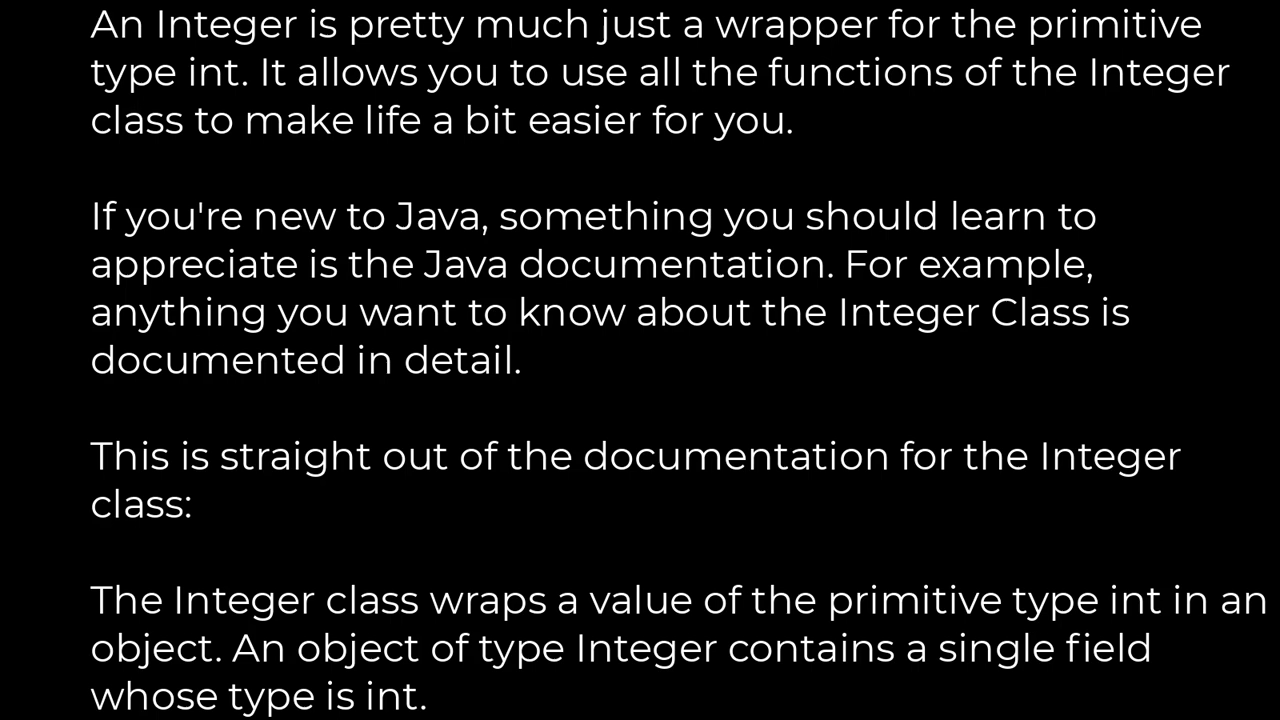 An Integer is pretty much just a wrapper for the primitive
type int. It allows you to use all the functions of the Integer
class to make life a bit easier for you.
If you're new to Java, something you should learn to
appreciate is the Java documentation. For example,
anything you want to know about the Integer Class is
documented in detail.
This is straight out of the documentation for the Integer
class:
The Integer class wraps a value of the primitive type int in an
object. An object of type Integer contains a single field
whose type is int.